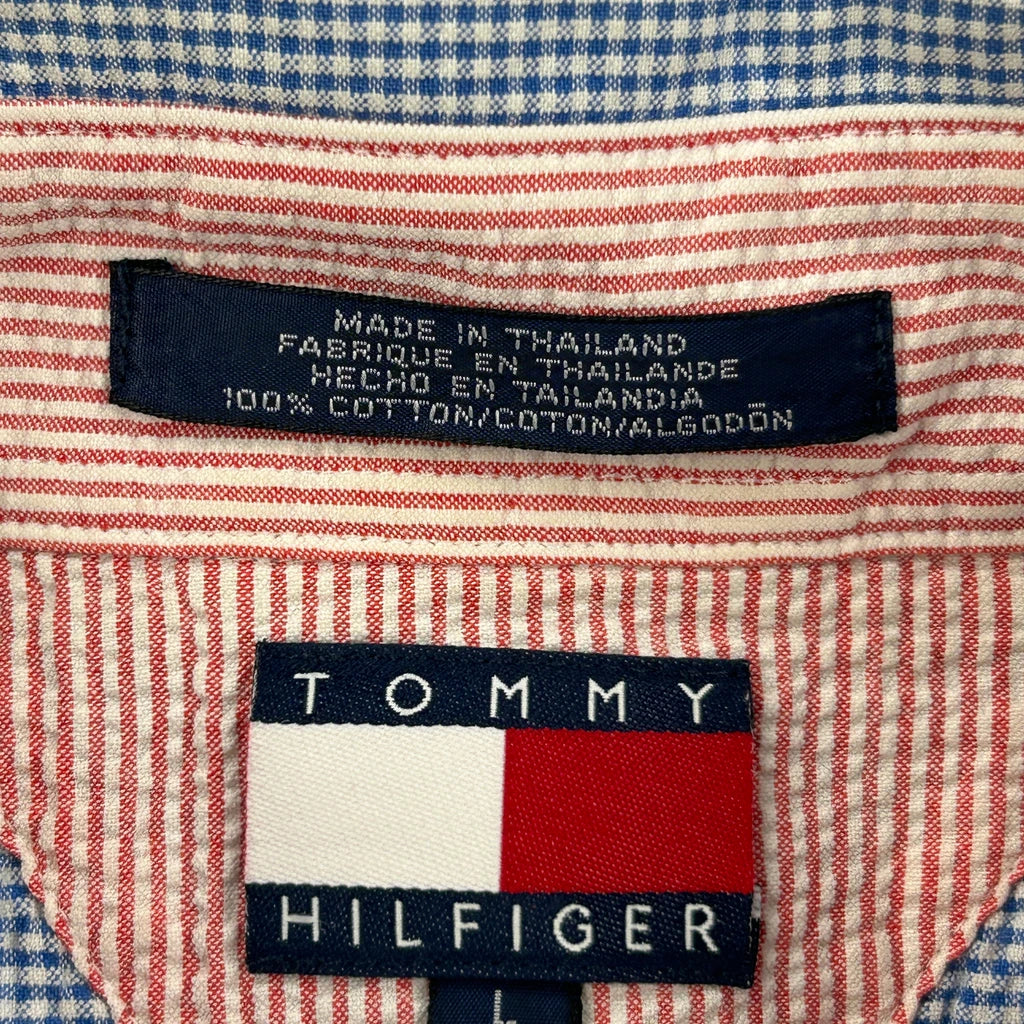 MADE IN THAILAND
FABRIQUE EN THAILANDE
HECHO EN TAILANDIA
100% COTTON/COTON/ALGODÓN
TOMMY
HILFIGER